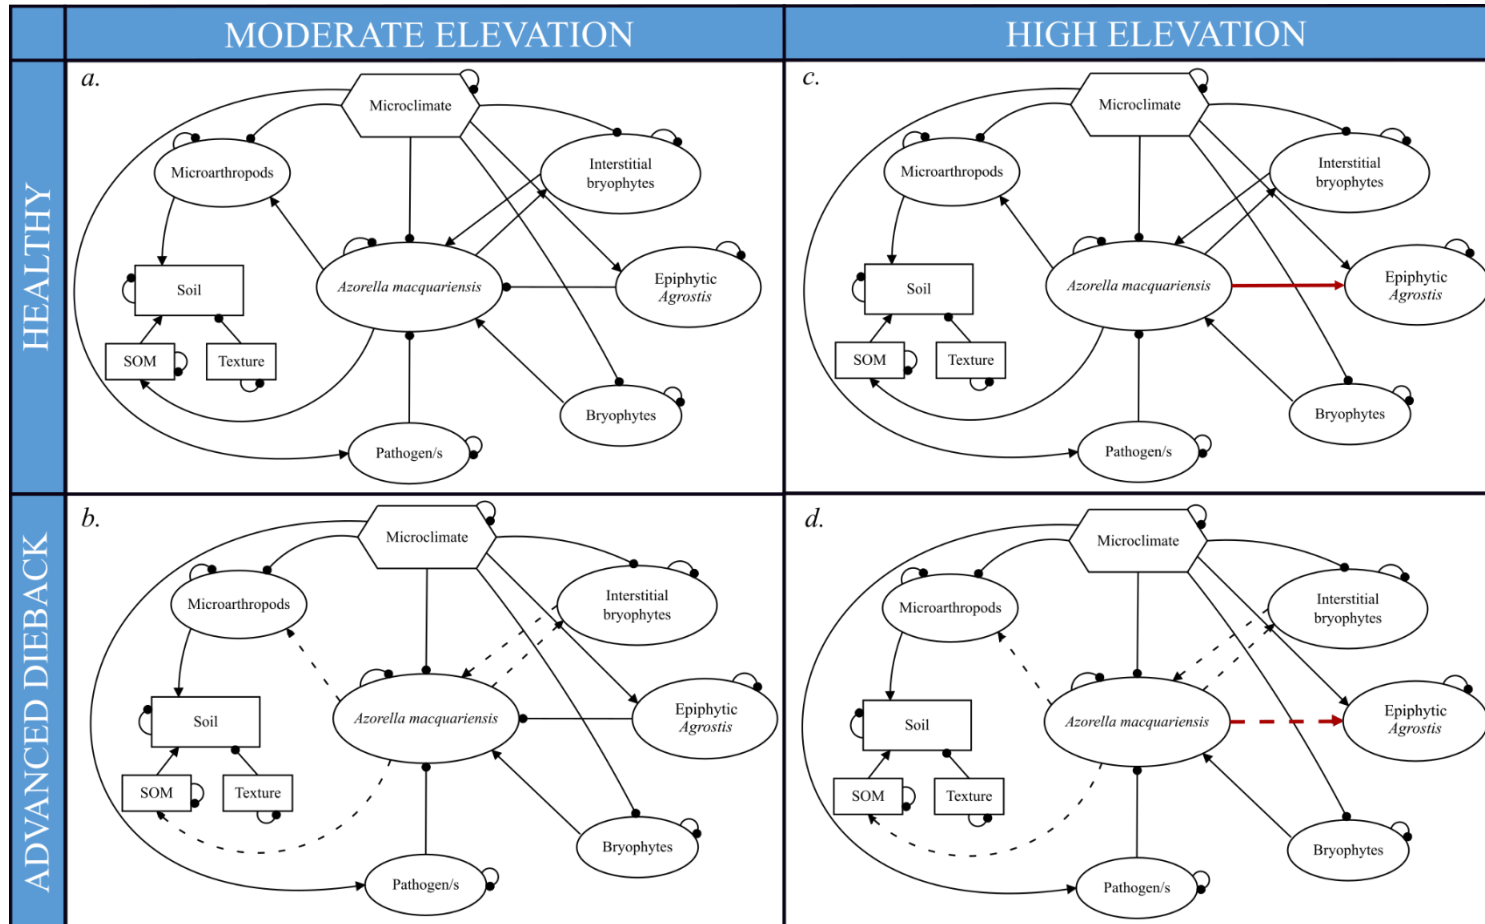 MODERATE ELEVATION
HIGH ELEVATION
HEALTHY
a.
Microclimate
Microarthropods
Interstitial
bryophytes
Azorella macquariensis
Epiphytic
Agrostis
Soil
SOM
Texture
Bryophytes
Pathogen/s
c.
Microclimate
Microarthropods
Interstitial
bryophytes
Azorella macquariensis
Epiphytic
Agrostis
Soil
SOM
Texture
Bryophytes
Pathogen/s
ADVANCED DIEBACK
b.
Microclimate
Microarthropods
Interstitial
bryophytes
Azorella macquariensis
Epiphytic
Agrostis
Soil
SOM
Texture
Bryophytes
Pathogen/s
d.
Microclimate
Microarthropods
Interstitial
bryophytes
Azorella macquariensis
Epiphytic
Agrostis
Soil
SOM
Texture
Bryophytes
Pathogen/s